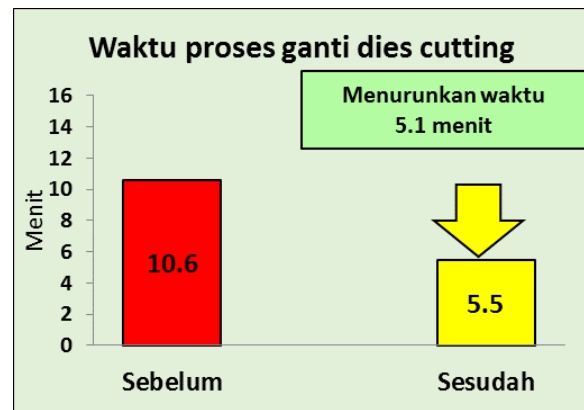 Waktu proses ganti dies cutting
Menurunkan waktu
5.1 menit
Menit
16
14
12
10
8
6
4
2
0
10.6
5.5
Sebelum
Sesudah